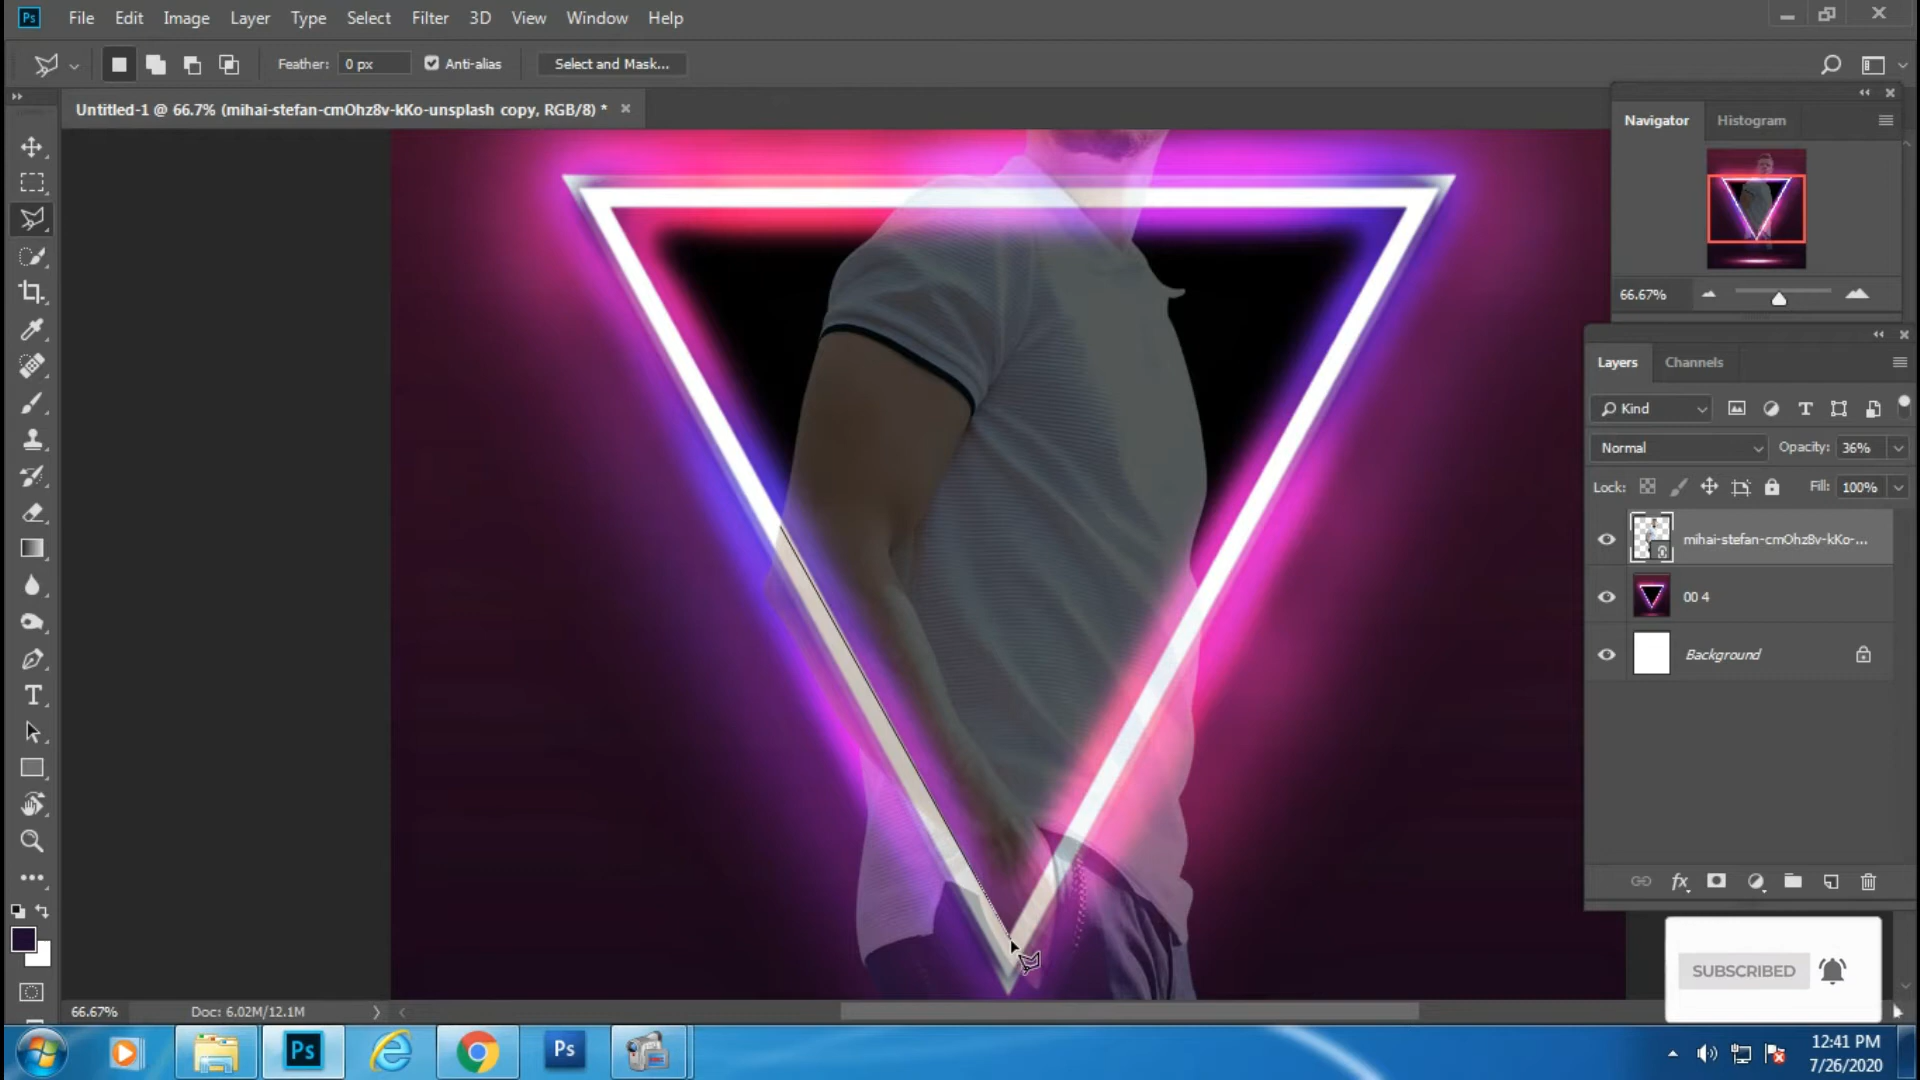 Ps File Edit Image Layer Type Select Filter 3D View Window Help
Feather: 0 px Anti-alias Select and Mask...
Untitled-1 @ 66.7% (mihai-stefan-cmOhz8v-kKo-unsplash copy, RGB/8) * ×
Navigator Histogram
66.67%
Layers Channels
Kind
Normal Opacity: 36%
Lock: Fill: 100%
mihai-stefan-cmOhz8v-kKo-...
00 4
Background
fx
SUBSCRIBED
66.67% Doc: 6.02M/12.1M
Ps Ps
12:41 PM
7/26/2020